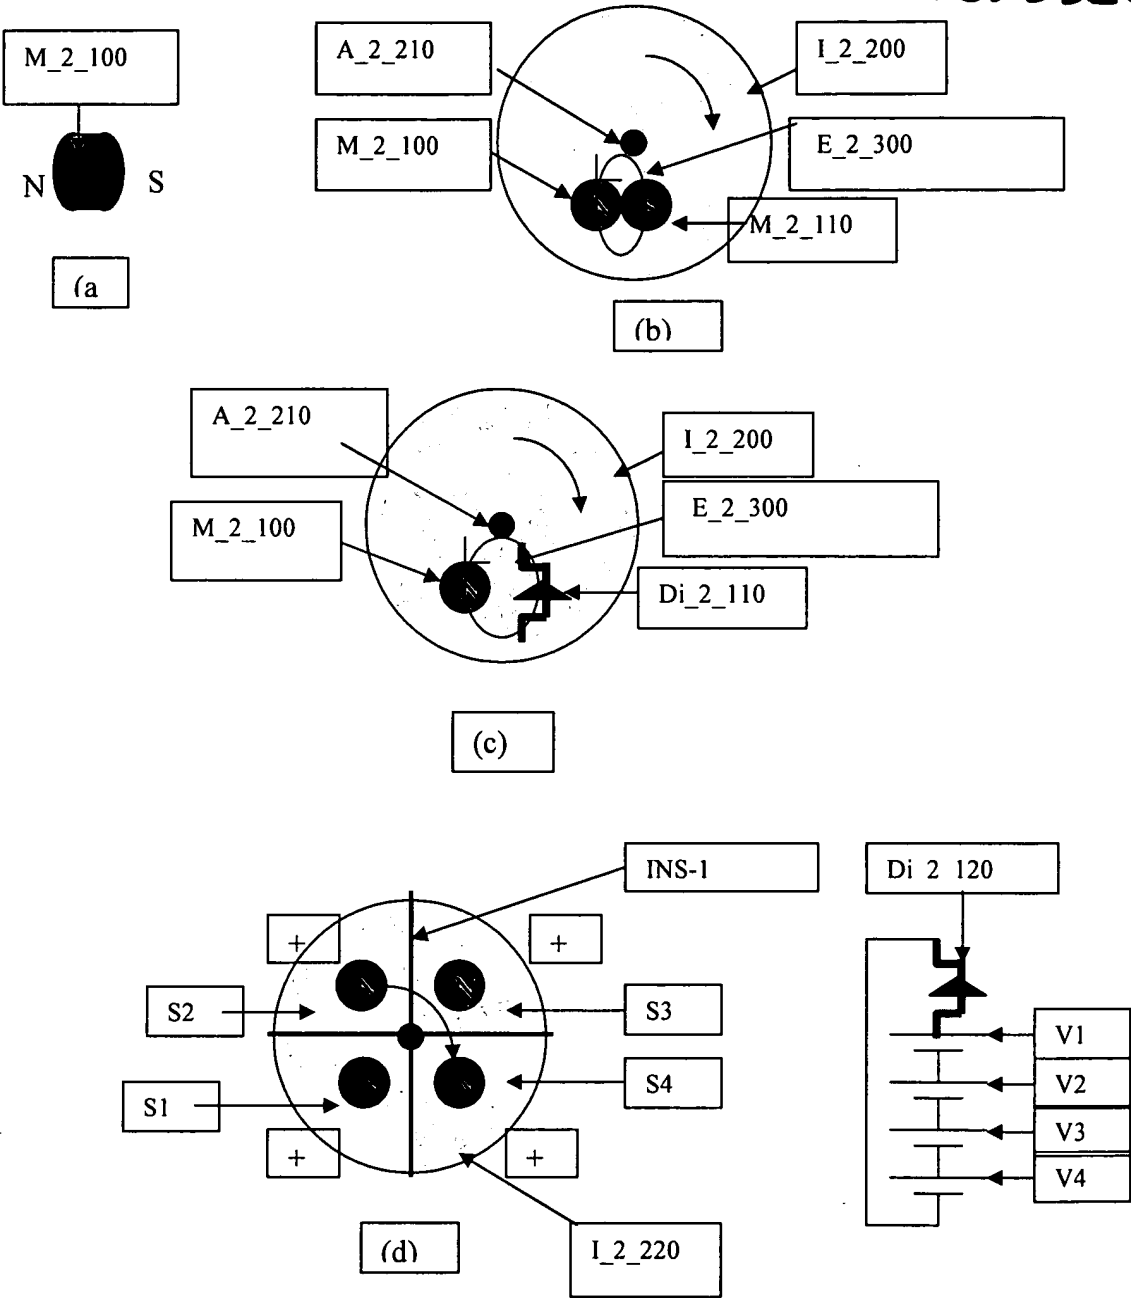 M_2_100
N
S
(a
A_2_210
I_2_200
M_2_100
E_2_300
M_2_110
(b)
A_2_210
I_2_200
M_2_100
E_2_300
Di_2_110
(c)
INS-1
Di 2 120
+
+
S2
S3
S1
S4
+
+
V1
V2
V3
V4
(d)
I_2_220